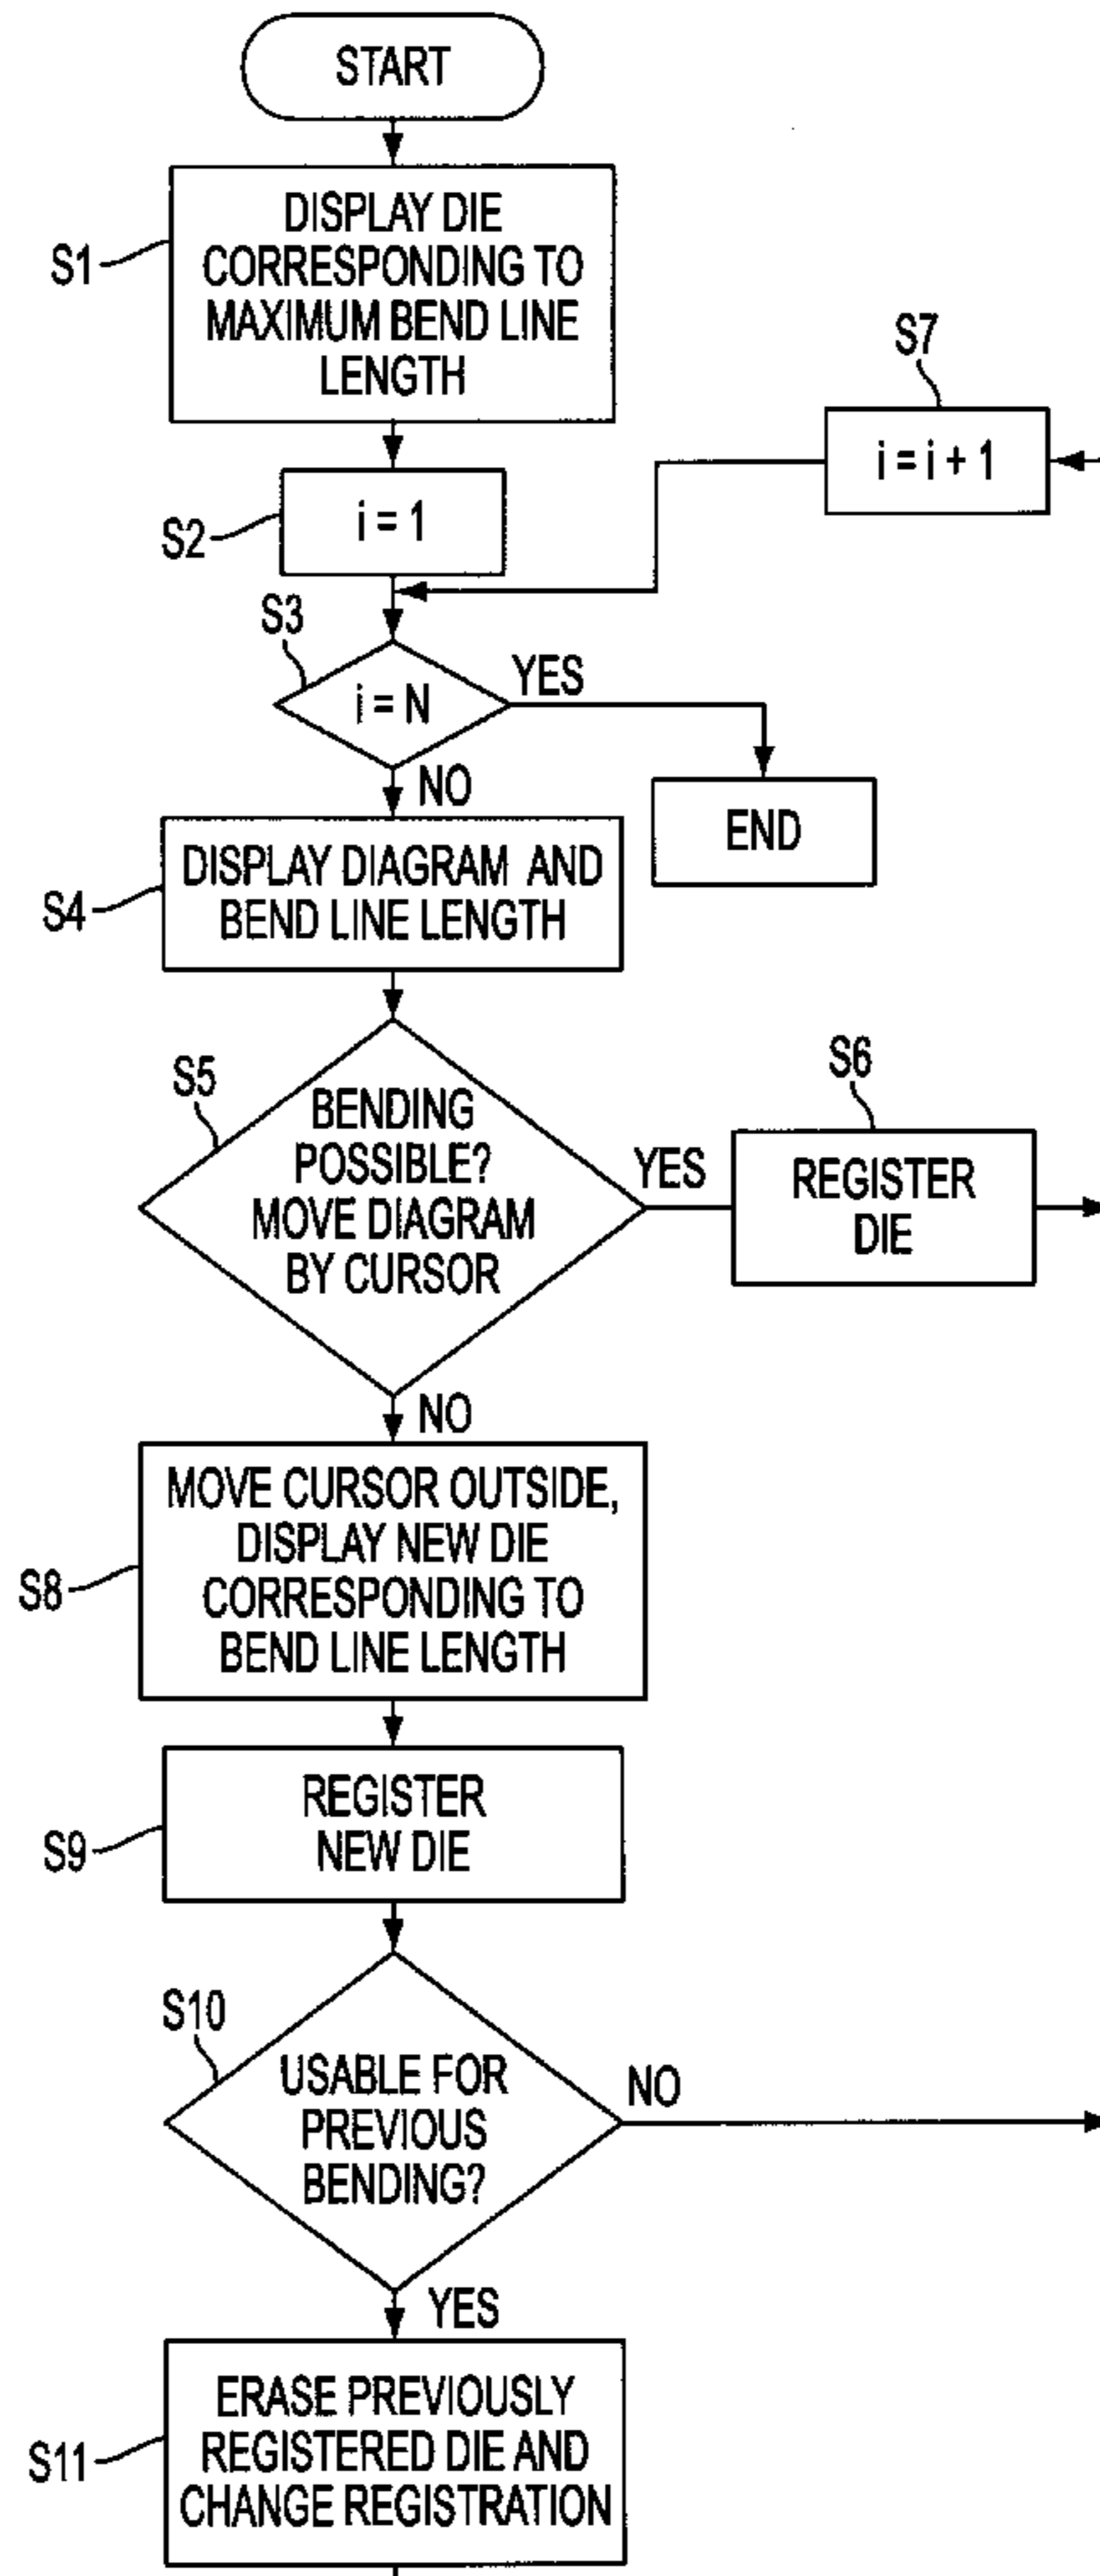 START
S1
DISPLAY DIE
CORRESPONDING TO
MAXIMUM BEND LINE
LENGTH
S7
i = i + 1
S2
i = 1
S3
i = N
YES
NO
END
S4
DISPLAY DIAGRAM AND
BEND LINE LENGTH
S5
BENDING
POSSIBLE?
MOVE DIAGRAM
BY CURSOR
YES
S6
REGISTER
DIE
NO
S8
MOVE CURSOR OUTSIDE,
DISPLAY NEW DIE
CORRESPONDING TO
BEND LINE LENGTH
S9
REGISTER
NEW DIE
S10
USABLE FOR
PREVIOUS
BENDING?
NO
YES
S11
ERASE PREVIOUSLY
REGISTERED DIE AND
CHANGE REGISTRATION